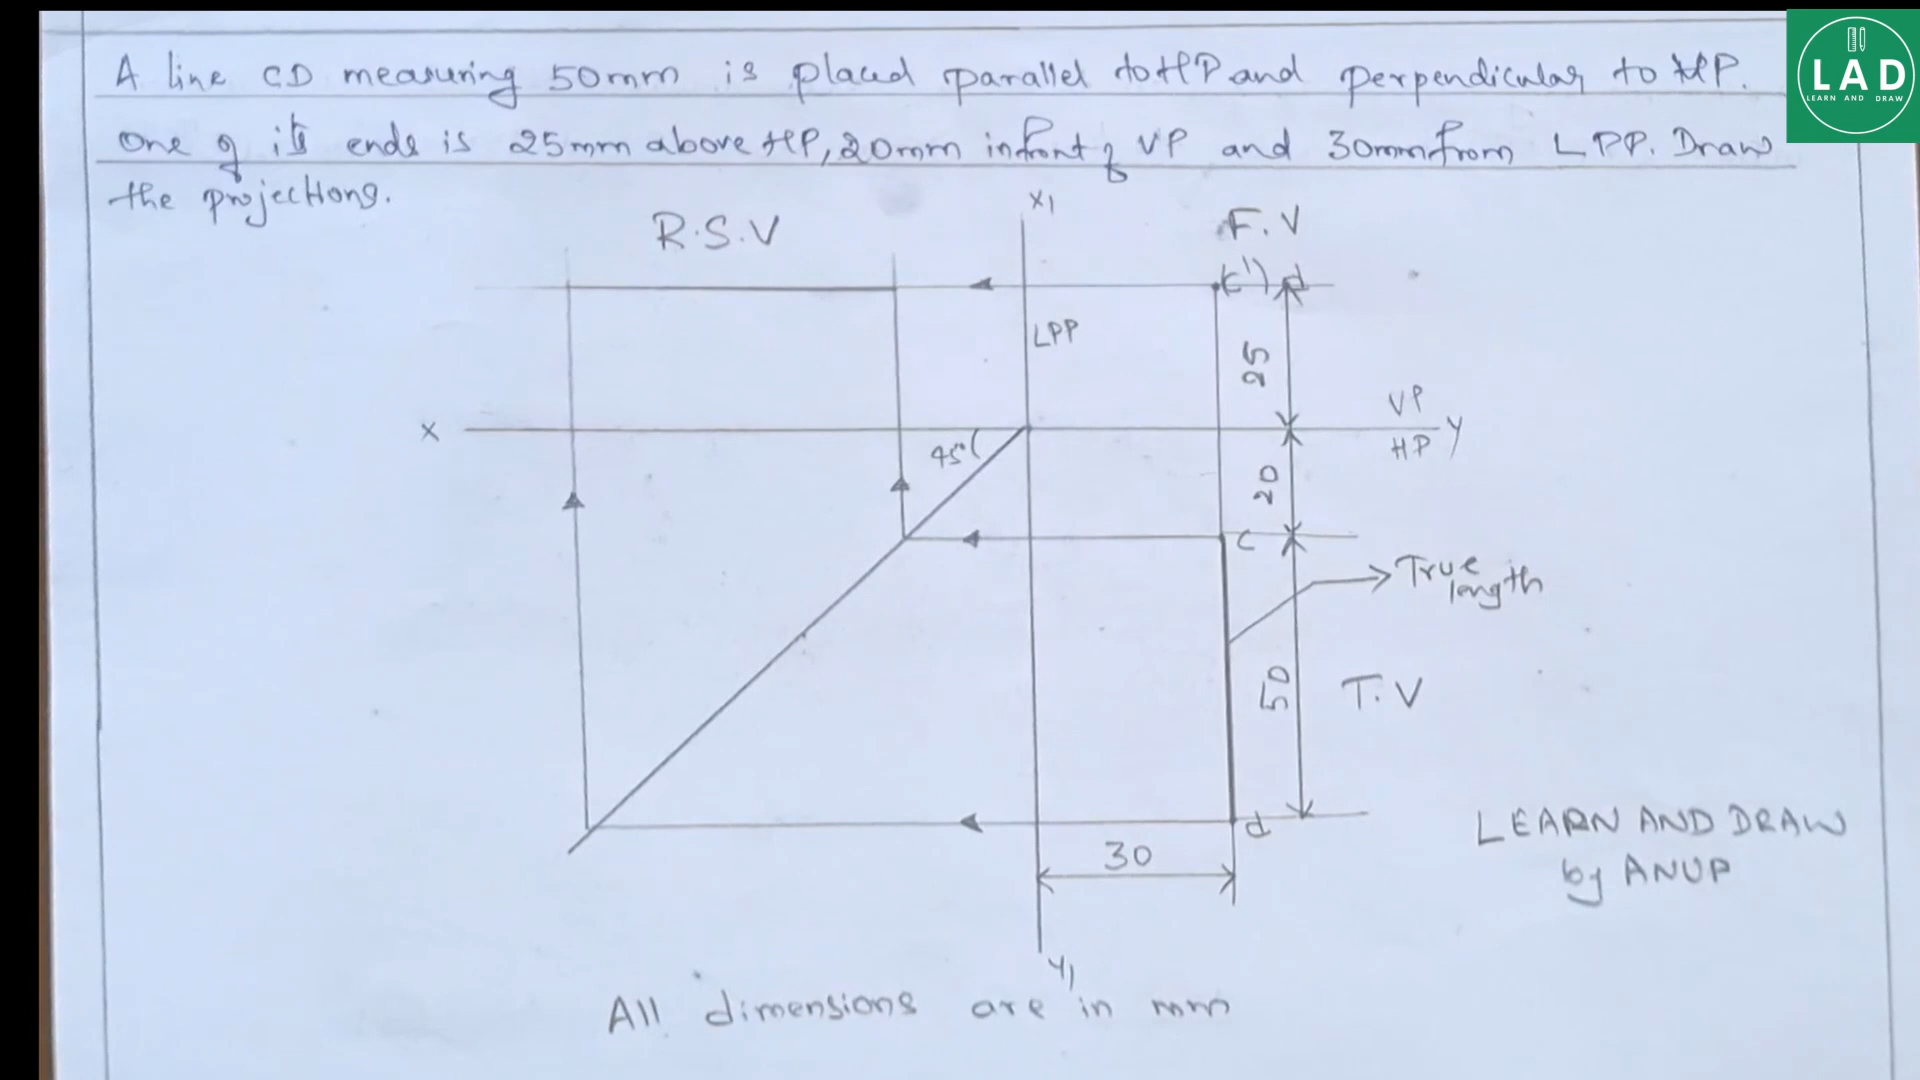 A line CD measuring 50mm is placed parallel to HP and perpendicular to VP.
One of its ends is 25mm above HP, 20mm infront of VP and 30mm from LPP. Draw
the projections.
LAD
LEARN AND DRAW
R.S.V
X1
F.V
(c') d
LPP
25
X
45°
VP
HP
Y
20
c
True
length
50
T.V
d
30
LEARN AND DRAW
by ANUP
Y1
All dimensions are in mm